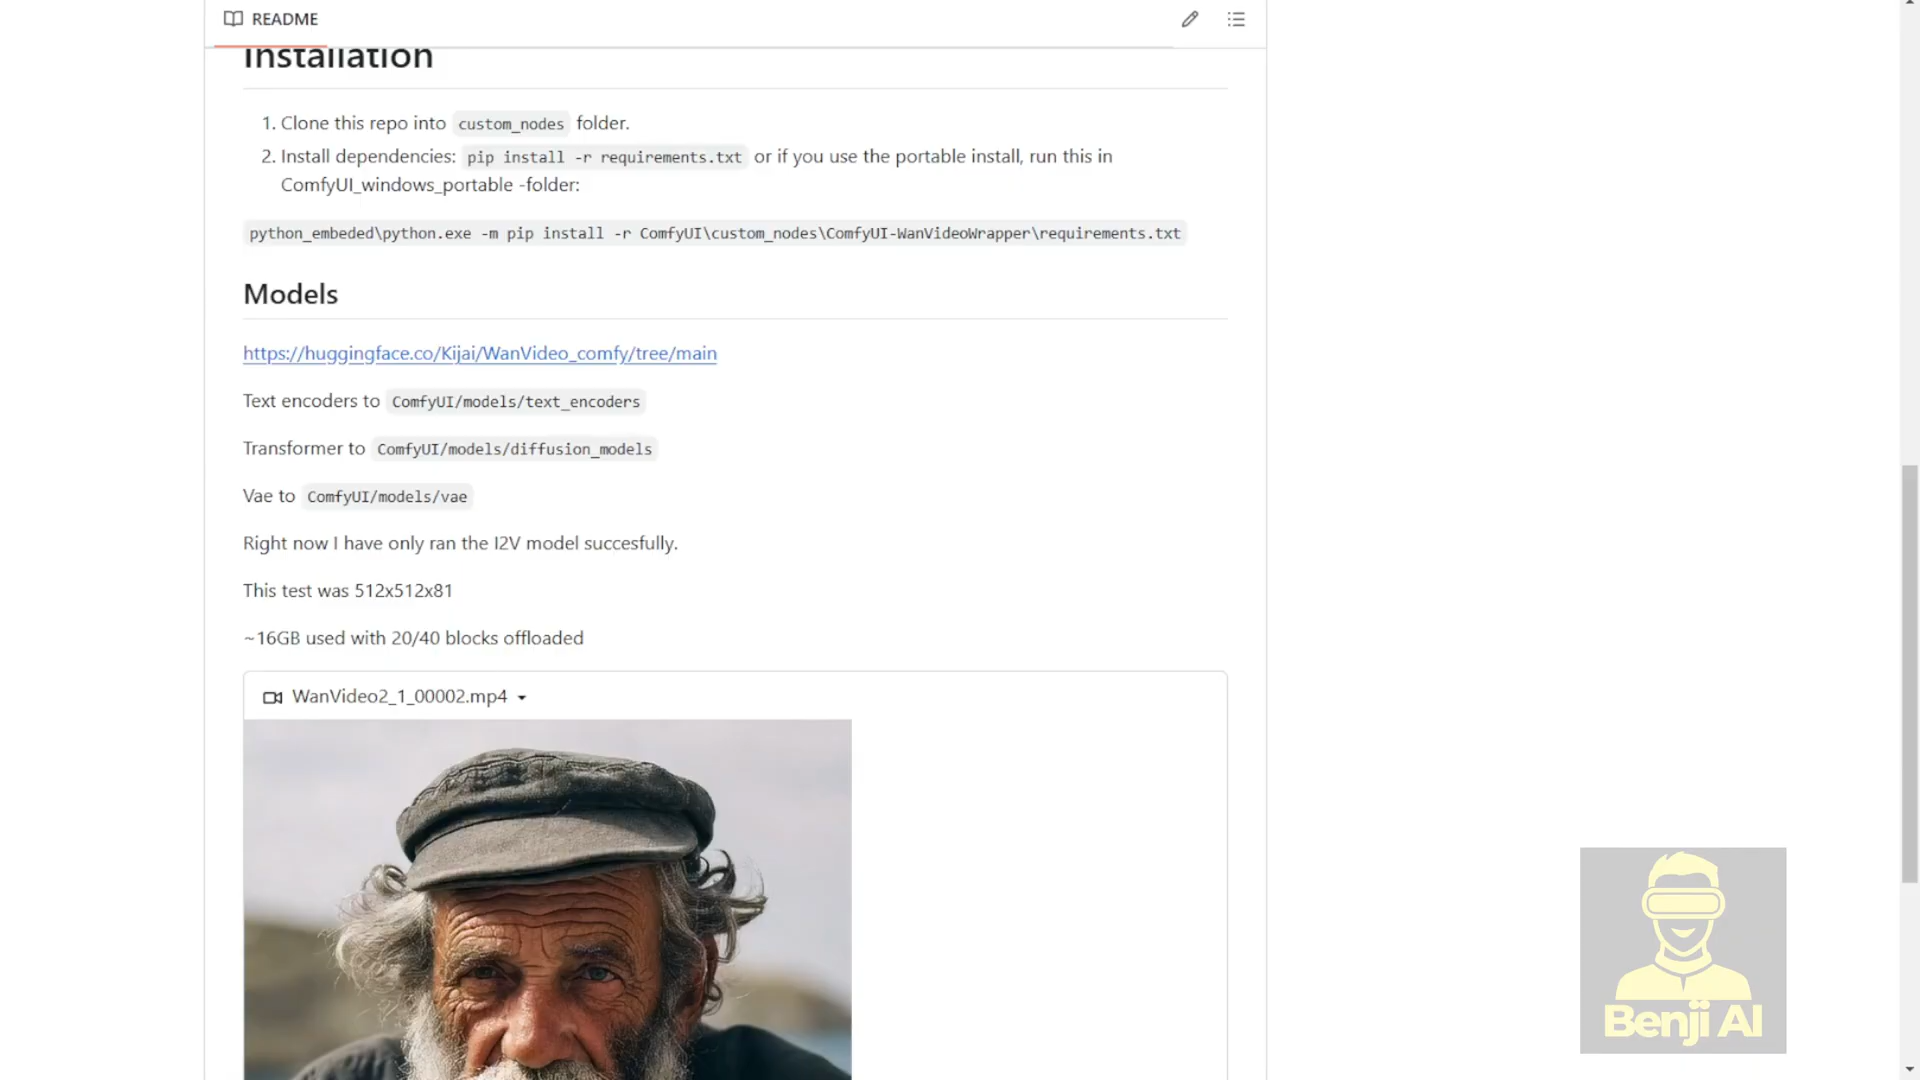 README
Installation
1. Clone this repo into custom_nodes folder.
2. Install dependencies: pip install -r requirements.txt or if you use the portable install, run this in
ComfyUI_windows_portable -folder:
python_embeded\python.exe -m pip install -r ComfyUI\custom_nodes\ComfyUI-WanVideoWrapper\requirements.txt
Models
https://huggingface.co/Kijai/WanVideo_comfy/tree/main
Text encoders to ComfyUI/models/text_encoders
Transformer to ComfyUI/models/diffusion_models
Vae to ComfyUI/models/vae
Right now I have only ran the I2V model succesfully.
This test was 512x512x81
~16GB used with 20/40 blocks offloaded
WanVideo2_1_00002.mp4
Benji AI